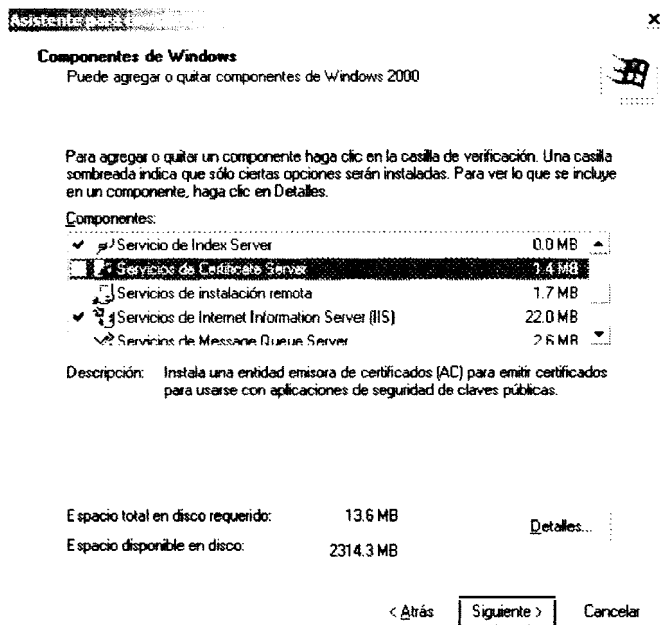 Asistente para
Componentes de Windows
Puede agregar o quitar componentes de Windows 2000
Para agregar o quitar un componente haga clic en la casilla de verificación. Una casilla
sombreada indica que sólo ciertas opciones serán instaladas. Para ver lo que se incluye
en un componente, haga clic en Detalles.
Componentes:
Servicio de Index Server 0.0 MB
Servicios de Certificate Server 1.4 MB
Servicios de instalación remota 1.7 MB
Servicios de Internet Information Server (IIS) 22.0 MB
Servicios de Message Queue Server 2.6 MB
Descripción: Instala una entidad emisora de certificados (AC) para emitir certificados
para usarse con aplicaciones de seguridad de claves públicas.
Espacio total en disco requerido: 13.6 MB
Detalles...
Espacio disponible en disco: 2314.3 MB
< Atrás Siguiente > Cancelar